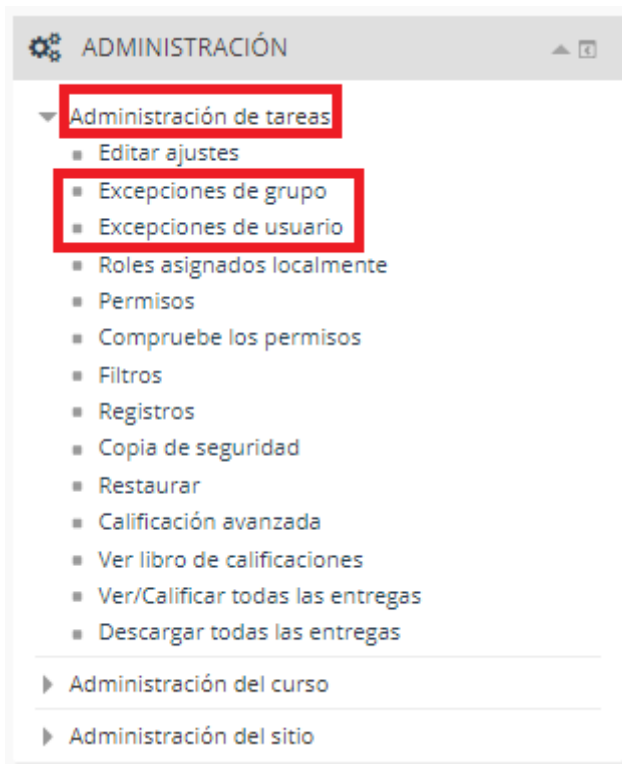 ADMINISTRACIÓN
Administración de tareas
Editar ajustes
Excepciones de grupo
Excepciones de usuario
Roles asignados localmente
Permisos
Compruebe los permisos
Filtros
Registros
Copia de seguridad
Restaurar
Calificación avanzada
Ver libro de calificaciones
Ver/Calificar todas las entregas
Descargar todas las entregas
Administración del curso
Administración del sitio